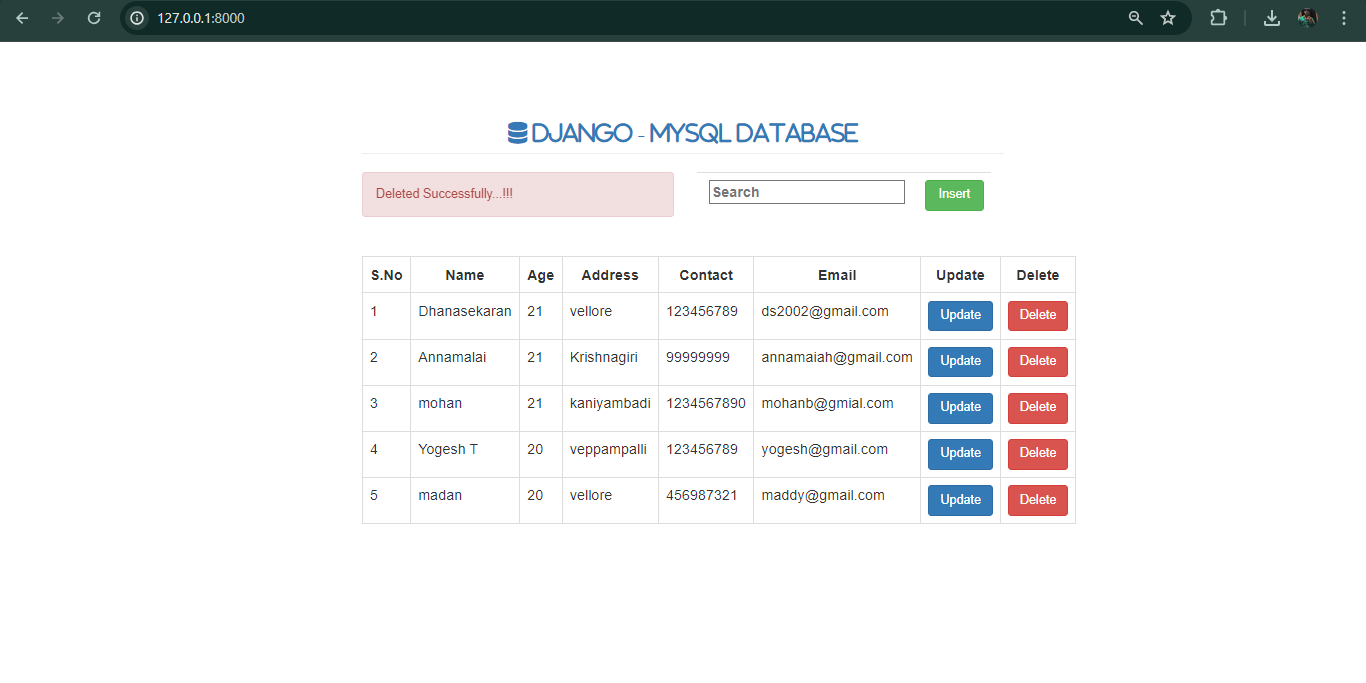 127.0.0.1:8000
DJANGO - MYSQL DATABASE
Deleted Successfully...!!!
Search
Insert
S.No Name Age Address Contact Email Update Delete
1 Dhanasekaran 21 vellore 123456789 ds2002@gmail.com Update Delete
2 Annamalai 21 Krishnagiri 99999999 annamaiah@gmail.com Update Delete
3 mohan 21 kaniyambadi 1234567890 mohanb@gmial.com Update Delete
4 Yogesh T 20 veppampalli 123456789 yogesh@gmail.com Update Delete
5 madan 20 vellore 456987321 maddy@gmail.com Update Delete